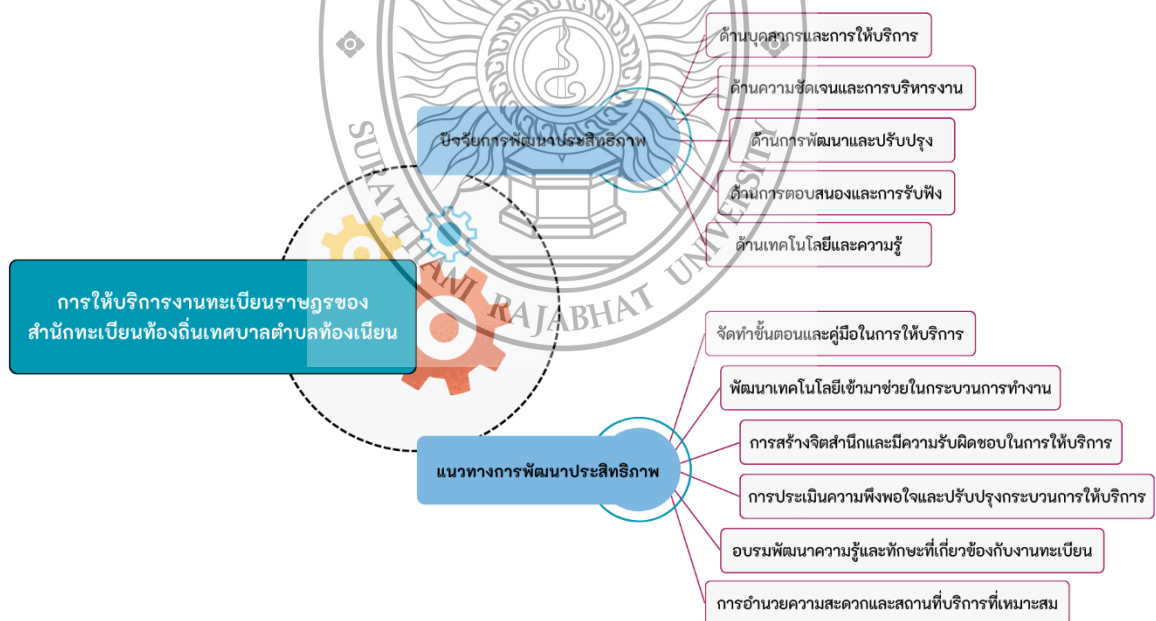 ด้านบุคลากรและการให้บริการ
ด้านความชัดเจนและการบริหารงาน
ปัจจัยการพัฒนาประสิทธิภาพ
ด้านการพัฒนาและปรับปรุง
ด้านการตอบสนองและการรับฟัง
ด้านเทคโนโลยีและความรู้
การให้บริการงานทะเบียนราษฎรของ
สำนักทะเบียนท้องถิ่นเทศบาลตำบลท้องเนียน
จัดทำขั้นตอนและคู่มือในการให้บริการ
พัฒนาเทคโนโลยีเข้ามาช่วยในกระบวนการทำงาน
การสร้างจิตสำนึกและมีความรับผิดชอบในการให้บริการ
แนวทางการพัฒนาประสิทธิภาพ
การประเมินความพึงพอใจและปรับปรุงกระบวนการให้บริการ
อบรมพัฒนาความรู้และทักษะที่เกี่ยวข้องกับงานทะเบียน
การอำนวยความสะดวกและสถานที่บริการที่เหมาะสม
SURATTHANI RAJABHAT UNIVERSITY